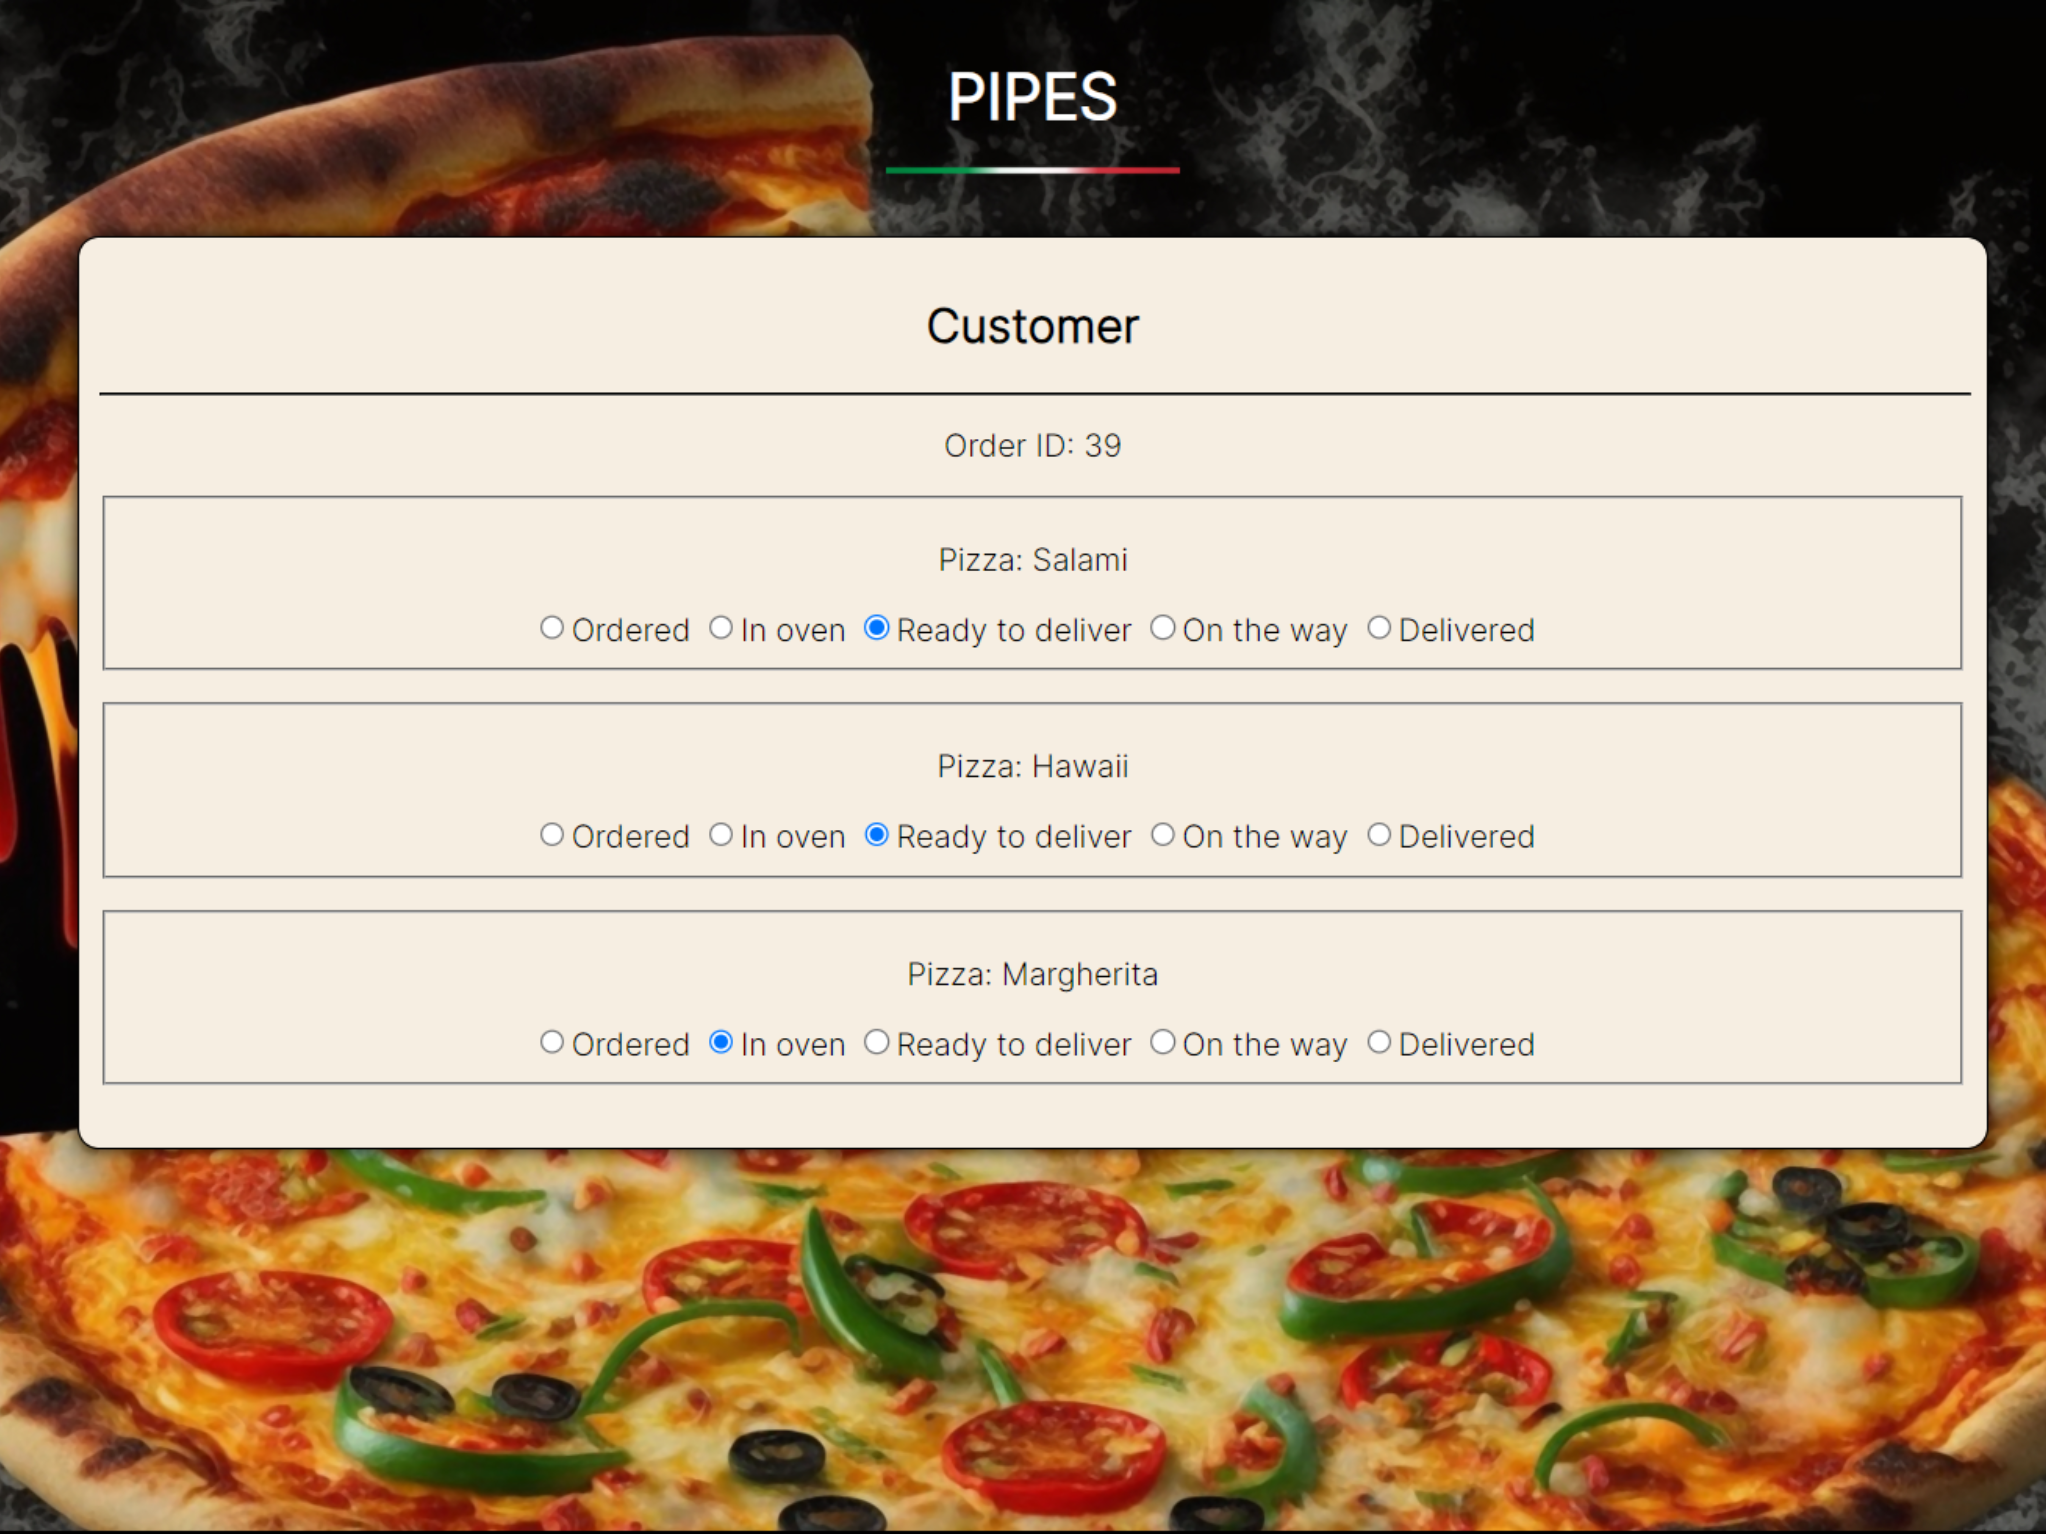 PIPES
Customer
Order ID: 39
Pizza: Salami
Ordered In oven Ready to deliver On the way Delivered
Pizza: Hawaii
Ordered In oven Ready to deliver On the way Delivered
Pizza: Margherita
Ordered In oven Ready to deliver On the way Delivered